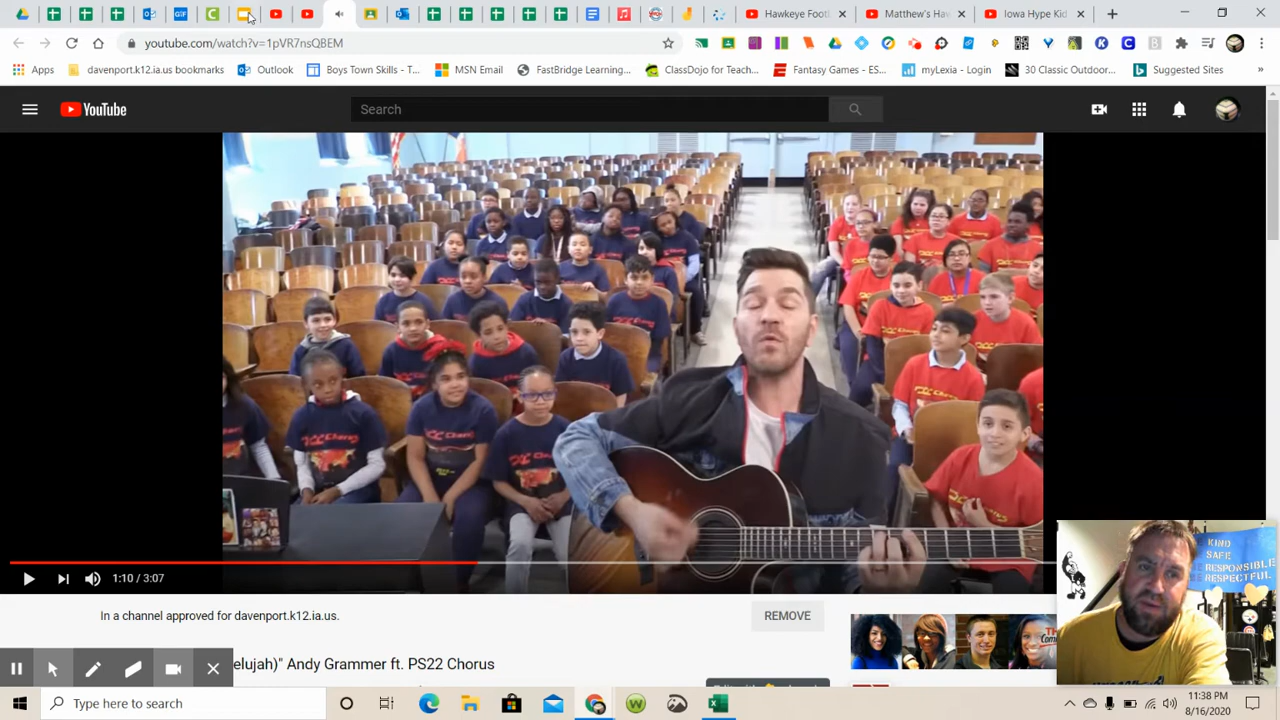 GIF
Hawkeye Footl
Matthew's Hav
Iowa Hype Kid
youtube.com/watch?v=1pVR7nsQBEM
Apps
davenport.k12.ia.us bookmarks
Outlook
Boys Town Skills - T...
MSN Email
FastBridge Learning...
ClassDojo for Teach...
Fantasy Games - ES...
myLexia - Login
30 Classic Outdoor...
Suggested Sites
YouTube
Search
KIND
SAFE
RESPONSIBLE
RESPECTFUL
1:10 / 3:07
In a channel approved for davenport.k12.ia.us.
REMOVE
elujah)" Andy Grammer ft. PS22 Chorus
Type here to search
11:38 PM
8/16/2020